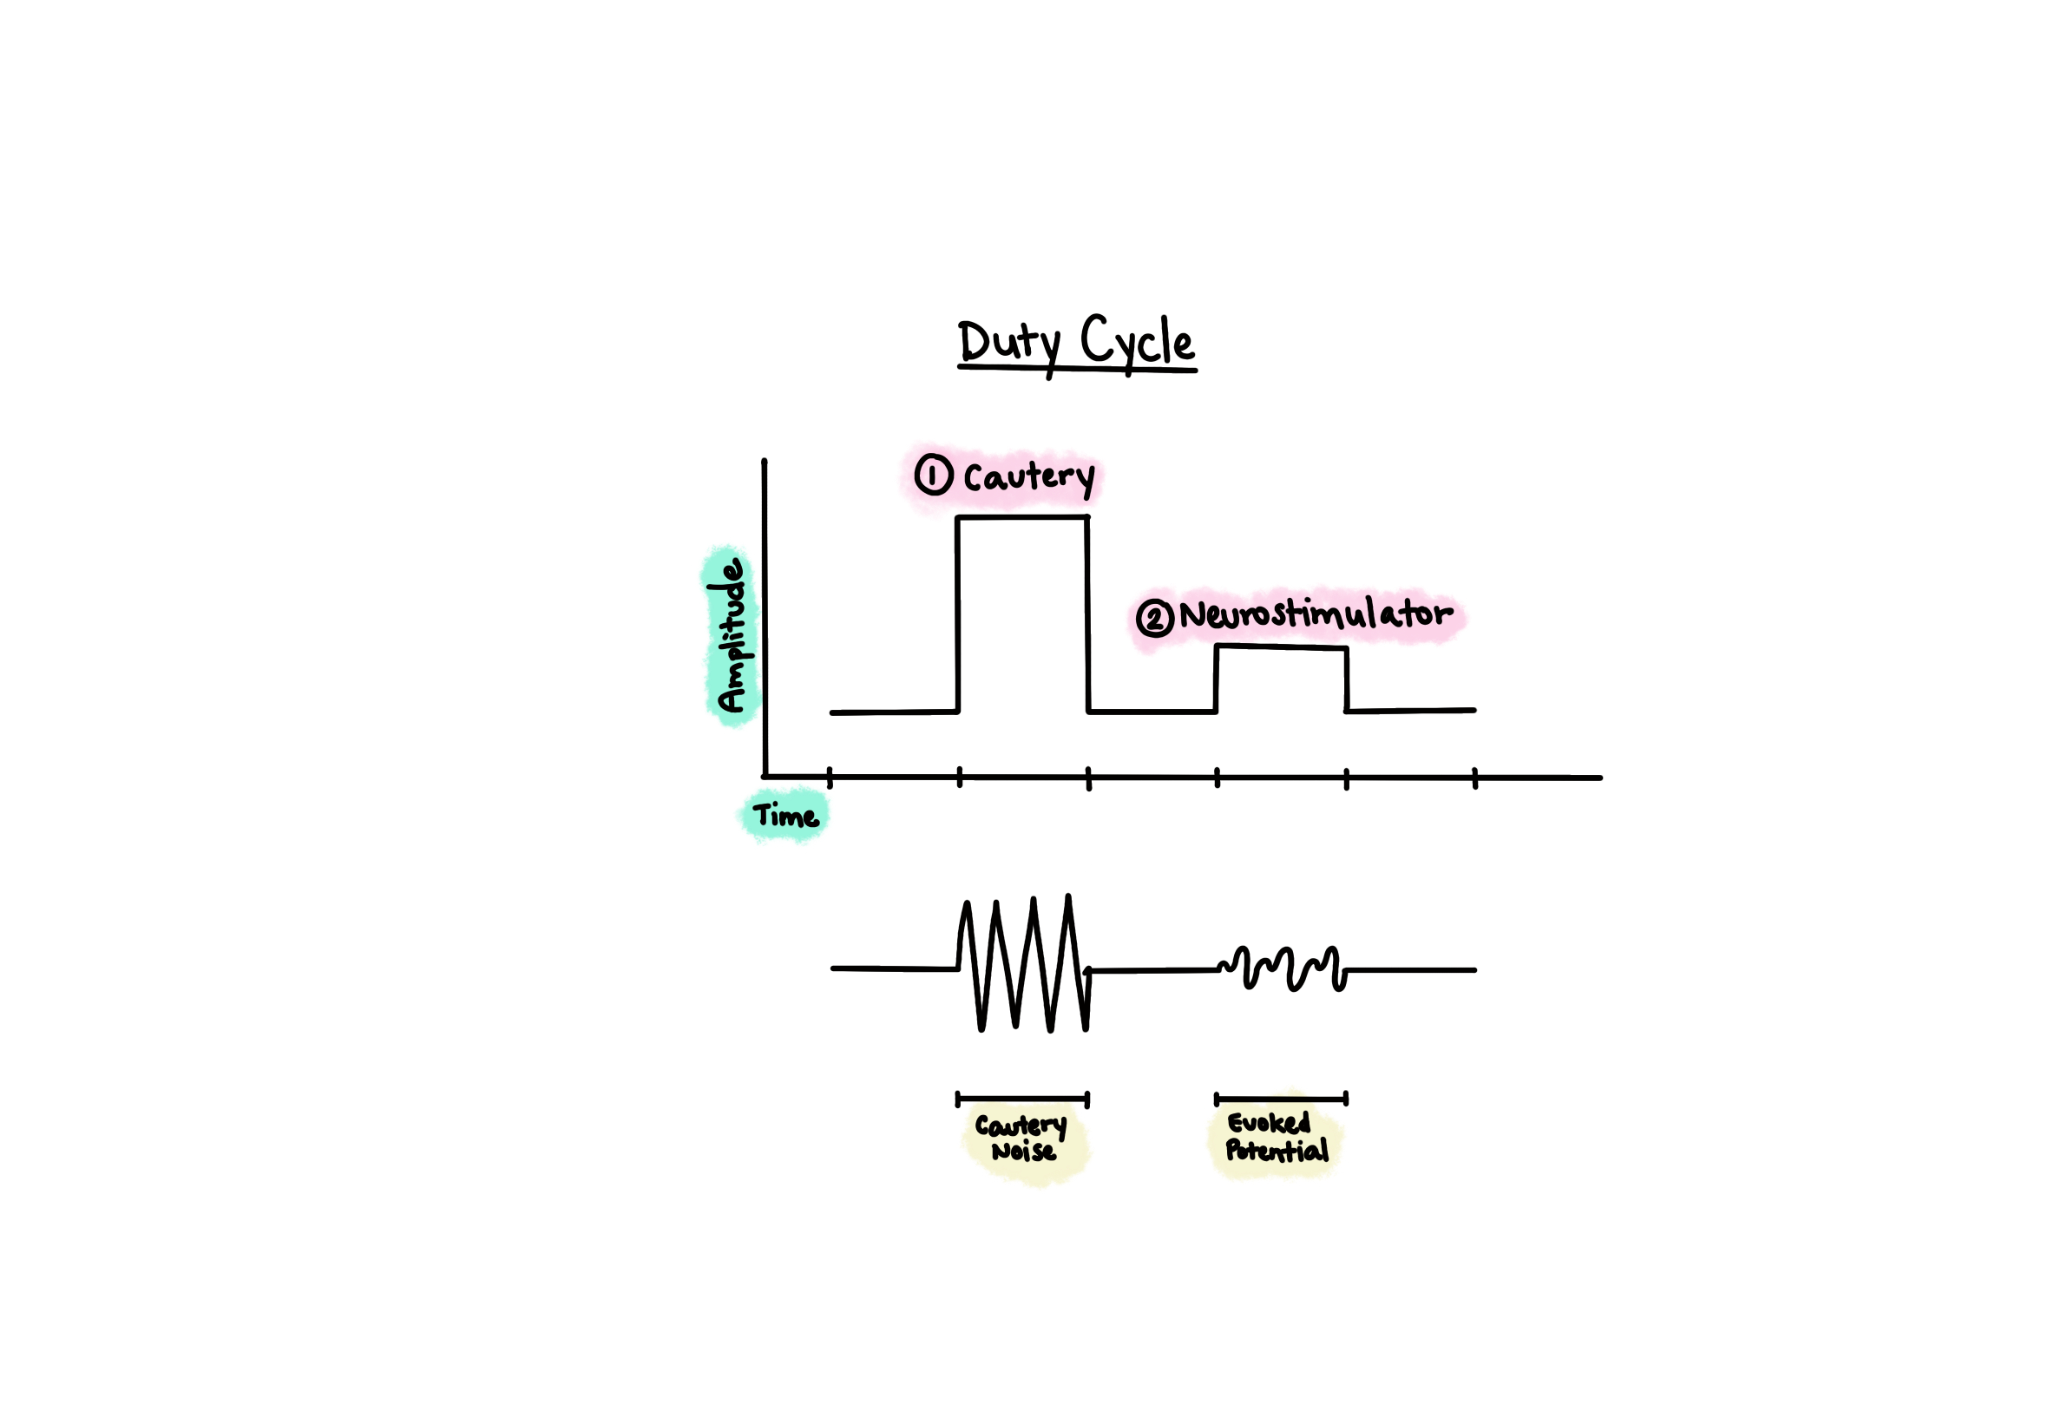 Duty Cycle
① Cautery
② Neurostimulator
Amplitude
Time
Cautery
Noise
Evoked
Potential